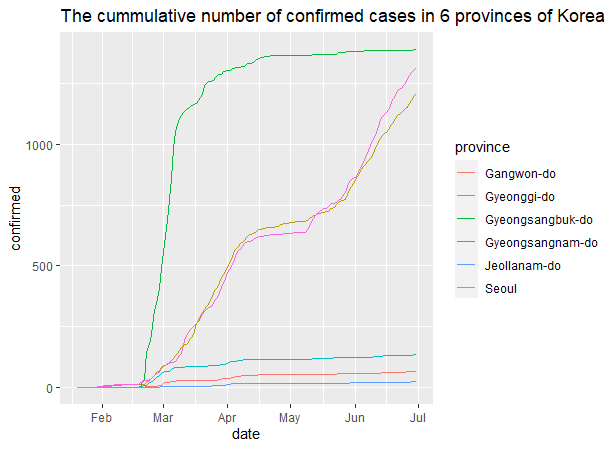 The cummulative number of confirmed cases in 6 provinces of Korea
confirmed
1000
500
0
Feb Mar Apr May Jun Jul
date
province
Gangwon-do
Gyeonggi-do
Gyeongsangbuk-do
Gyeongsangnam-do
Jeollanam-do
Seoul